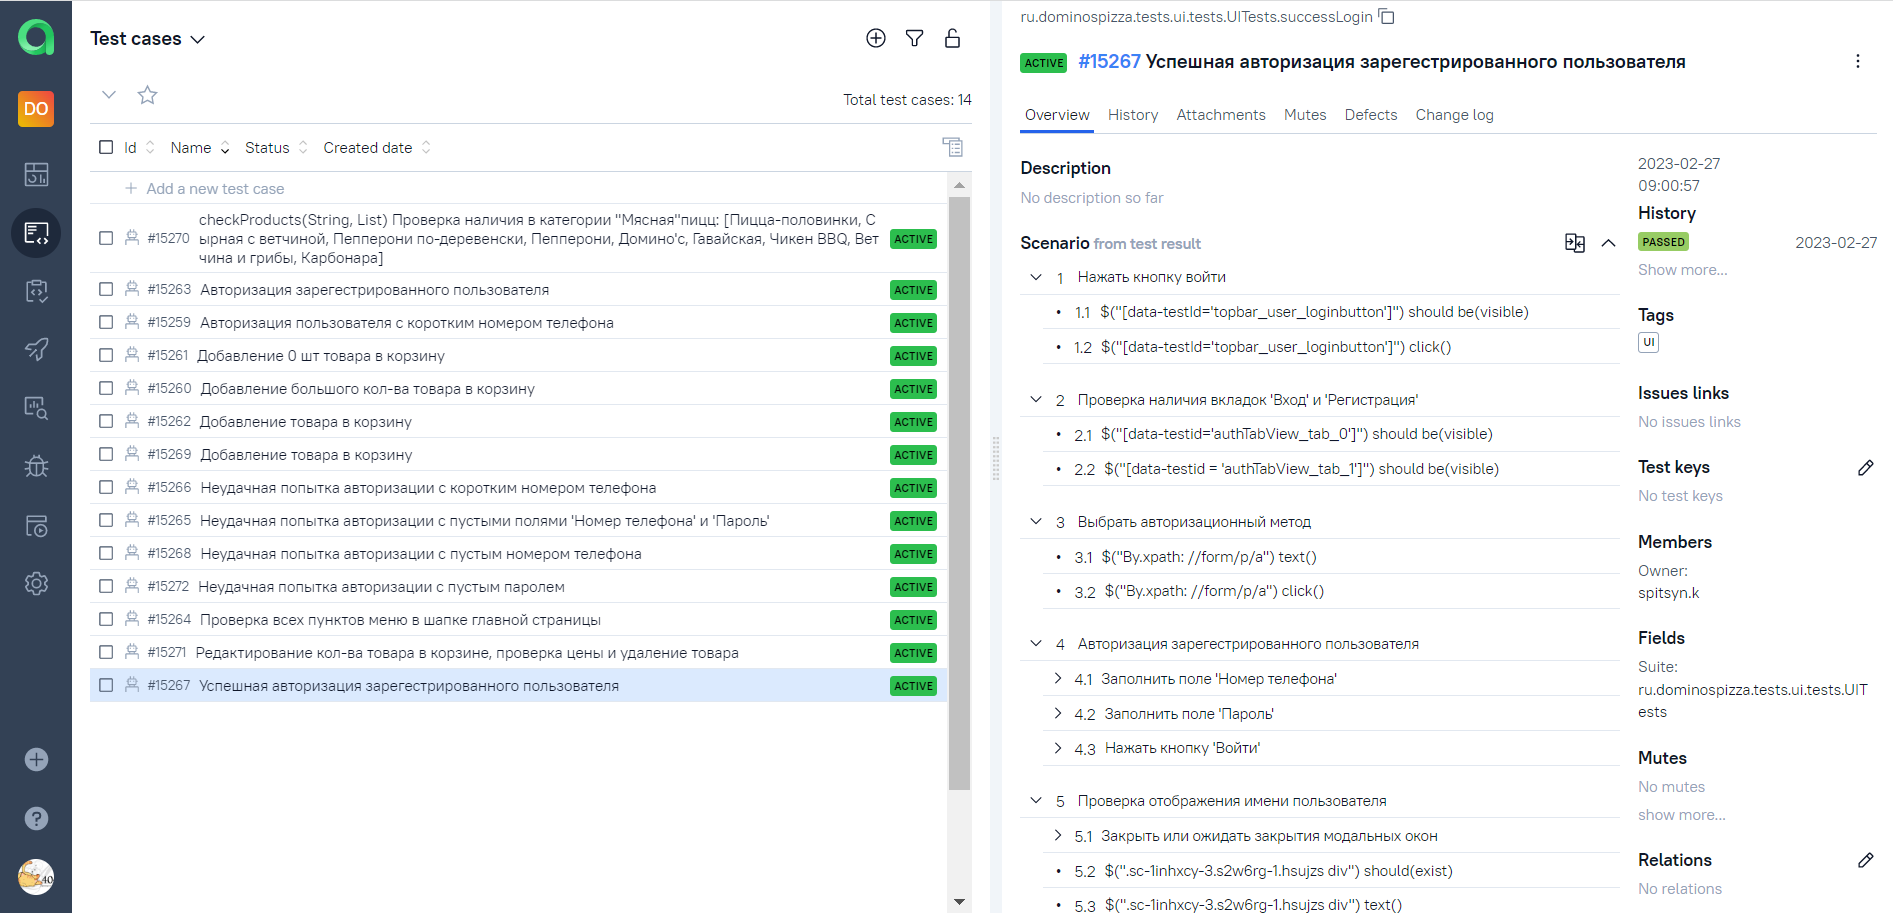 DO
40
Test cases
Total test cases: 14
Id Name Status Created date
Add a new test case
#15270 checkProducts(String, List) Проверка наличия в категории "Мясная"пицц: [Пицца-половинки, С
ырная с ветчиной, Пепперони по-деревенски, Пепперони, Домино'с, Гавайская, Чикен BBQ, Вет
чина и грибы, Карбонара] ACTIVE
#15263 Авторизация зарегестрированного пользователя ACTIVE
#15259 Авторизация пользователя с коротким номером телефона ACTIVE
#15261 Добавление 0 шт товара в корзину ACTIVE
#15260 Добавление большого кол-ва товара в корзину ACTIVE
#15262 Добавление товара в корзину ACTIVE
#15269 Добавление товара в корзину ACTIVE
#15266 Неудачная попытка авторизации с коротким номером телефона ACTIVE
#15265 Неудачная попытка авторизации с пустыми полями 'Номер телефона' и 'Пароль' ACTIVE
#15268 Неудачная попытка авторизации с пустым номером телефона ACTIVE
#15272 Неудачная попытка авторизации с пустым паролем ACTIVE
#15264 Проверка всех пунктов меню в шапке главной страницы ACTIVE
#15271 Редактирование кол-ва товара в корзине, проверка цены и удаление товара ACTIVE
#15267 Успешная авторизация зарегестрированного пользователя ACTIVE
ru.dominospizza.tests.ui.tests.UITests.successLogin
ACTIVE #15267 Успешная авторизация зарегестрированного пользователя
Overview History Attachments Mutes Defects Change log
Description
No description so far
Scenario from test result
1 Нажать кнопку войти
1.1 $("[data-testId='topbar_user_loginbutton']") should be(visible)
1.2 $("[data-testId='topbar_user_loginbutton']") click()
2 Проверка наличия вкладок 'Вход' и 'Регистрация'
2.1 $("[data-testid='authTabView_tab_0']") should be(visible)
2.2 $("[data-testid = 'authTabView_tab_1']") should be(visible)
3 Выбрать авторизационный метод
3.1 $("By.xpath: //form/p/a") text()
3.2 $("By.xpath: //form/p/a") click()
4 Авторизация зарегестрированного пользователя
4.1 Заполнить поле 'Номер телефона'
4.2 Заполнить поле 'Пароль'
4.3 Нажать кнопку 'Войти'
5 Проверка отображения имени пользователя
5.1 Закрыть или ожидать закрытия модальных окон
5.2 $(".sc-1inhxcy-3.s2w6rg-1.hsujzs div") should(exist)
5.3 $(".sc-1inhxcy-3.s2w6rg-1.hsujzs div") text()
2023-02-27
09:00:57
History
PASSED 2023-02-27
Show more...
Tags
UI
Issues links
No issues links
Test keys
No test keys
Members
Owner:
spitsyn.k
Fields
Suite:
ru.dominospizza.tests.ui.tests.UIT
ests
Mutes
No mutes
show more...
Relations
No relations